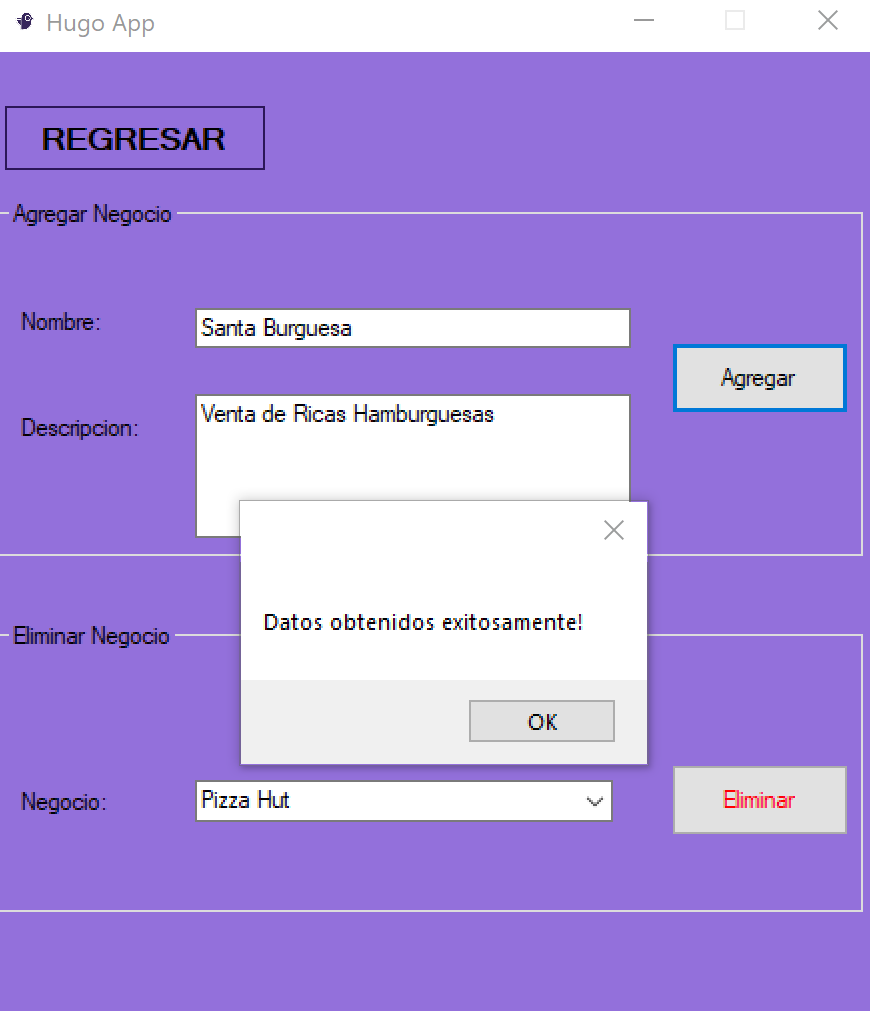 Hugo App
REGRESAR
Agregar Negocio
Nombre:
Santa Burguesa
Agregar
Descripcion:
Venta de Ricas Hamburguesas
Datos obtenidos exitosamente!
OK
Eliminar Negocio
Negocio:
Pizza Hut
Eliminar